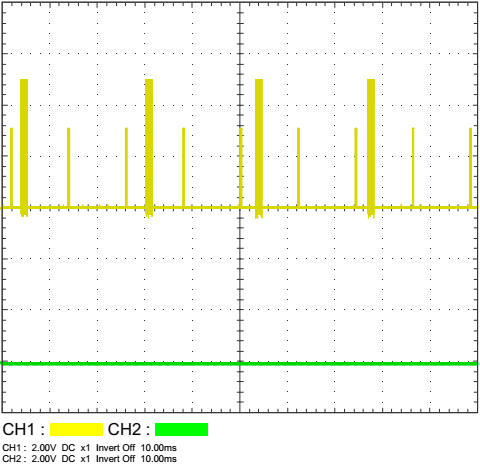 CH1 : CH2 :
CH1 : 2.00V DC x1 Invert Off 10.00ms
CH2 : 2.00V DC x1 Invert Off 10.00ms